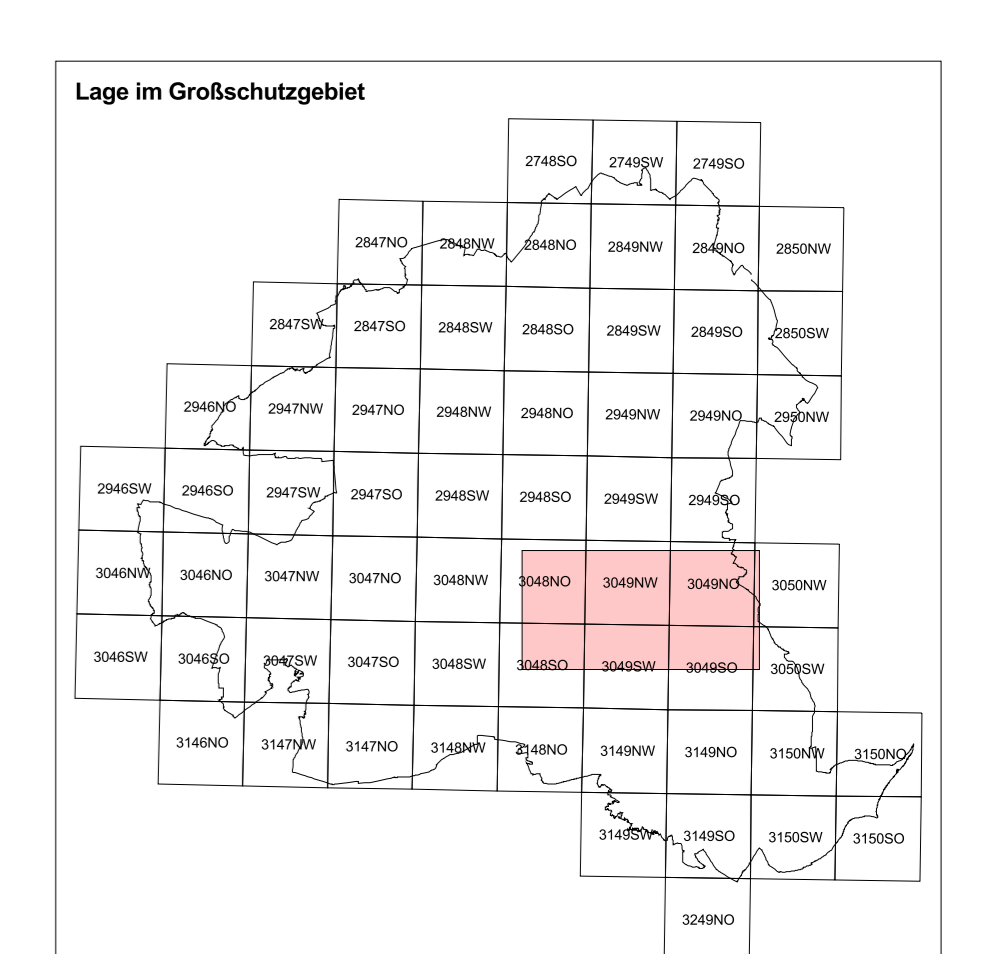 Lage im Großschutzgebiet
2748SO 2749SW 2749SO
2847NO 2848NW 2848NO 2849NW 2849NO 2850NW
2847SW 2847SO 2848SW 2848SO 2849SW 2849SO 2850SW
2946NO 2947NW 2947NO 2948NW 2948NO 2949NW 2949NO 2950NW
2946SW 2946SO 2947SW 2947SO 2948SW 2948SO 2949SW 2949SO
3046NW 3046NO 3047NW 3047NO 3048NW 3048NO 3049NW 3049NO 3050NW
3046SW 3046SO 3047SW 3047SO 3048SW 3048SO 3049SW 3049SO 3050SW
3146NO 3147NW 3147NO 3148NW 3148NO 3149NW 3149NO 3150NW 3150NO
3149SW 3149SO 3150SW 3150SO
3249NO